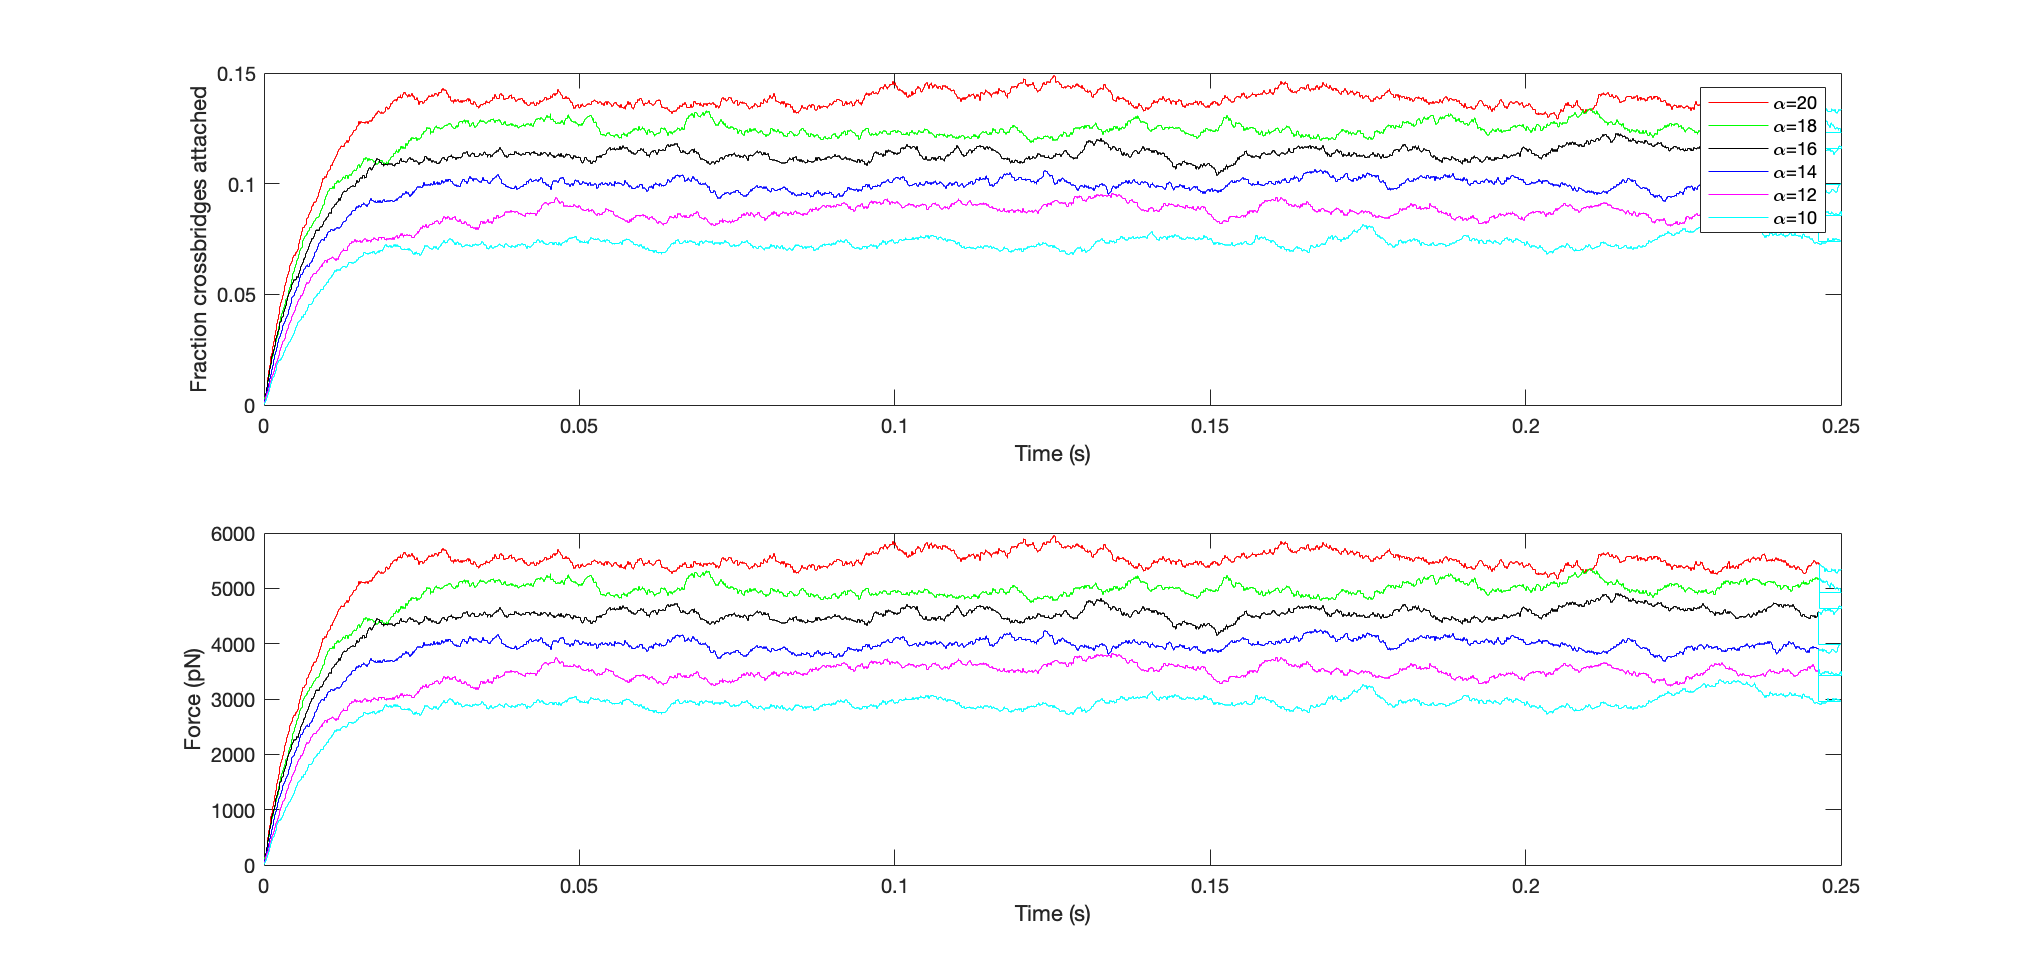 0.15
0.1
0.05
0
Fraction crossbridges attached
0 0.05 0.1 0.15 0.2 0.25
Time (s)
α=20
α=18
α=16
α=14
α=12
α=10
6000
5000
4000
3000
2000
1000
0
Force (pN)
0 0.05 0.1 0.15 0.2 0.25
Time (s)